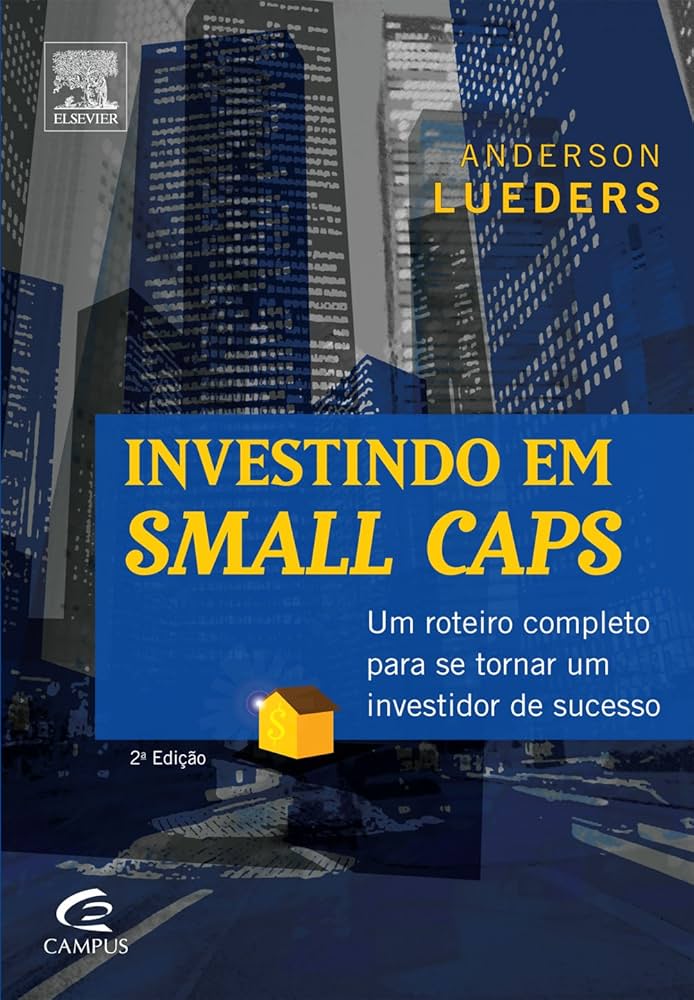 ELSEVIER
ANDERSON
LUEDERS
INVESTINDO EM
SMALL CAPS
Um roteiro completo
para se tornar um
investidor de sucesso
$
2ª Edição
CAMPUS